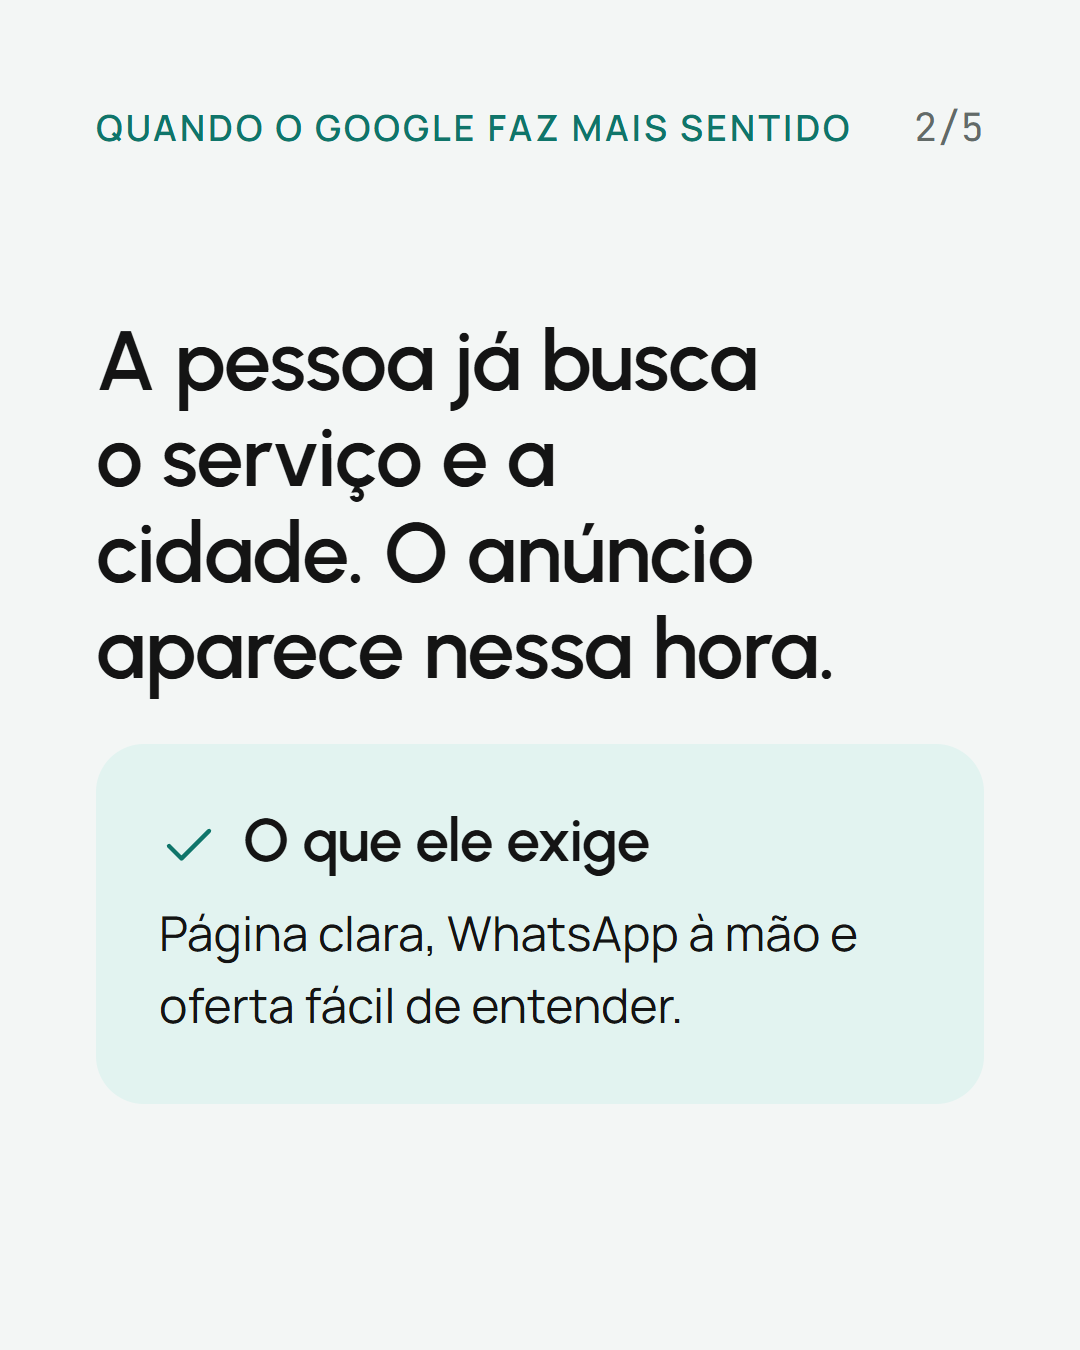 QUANDO O GOOGLE FAZ MAIS SENTIDO 2/5
A pessoa já busca
o serviço e a
cidade. O anúncio
aparece nessa hora.
O que ele exige
Página clara, WhatsApp à mão e
oferta fácil de entender.